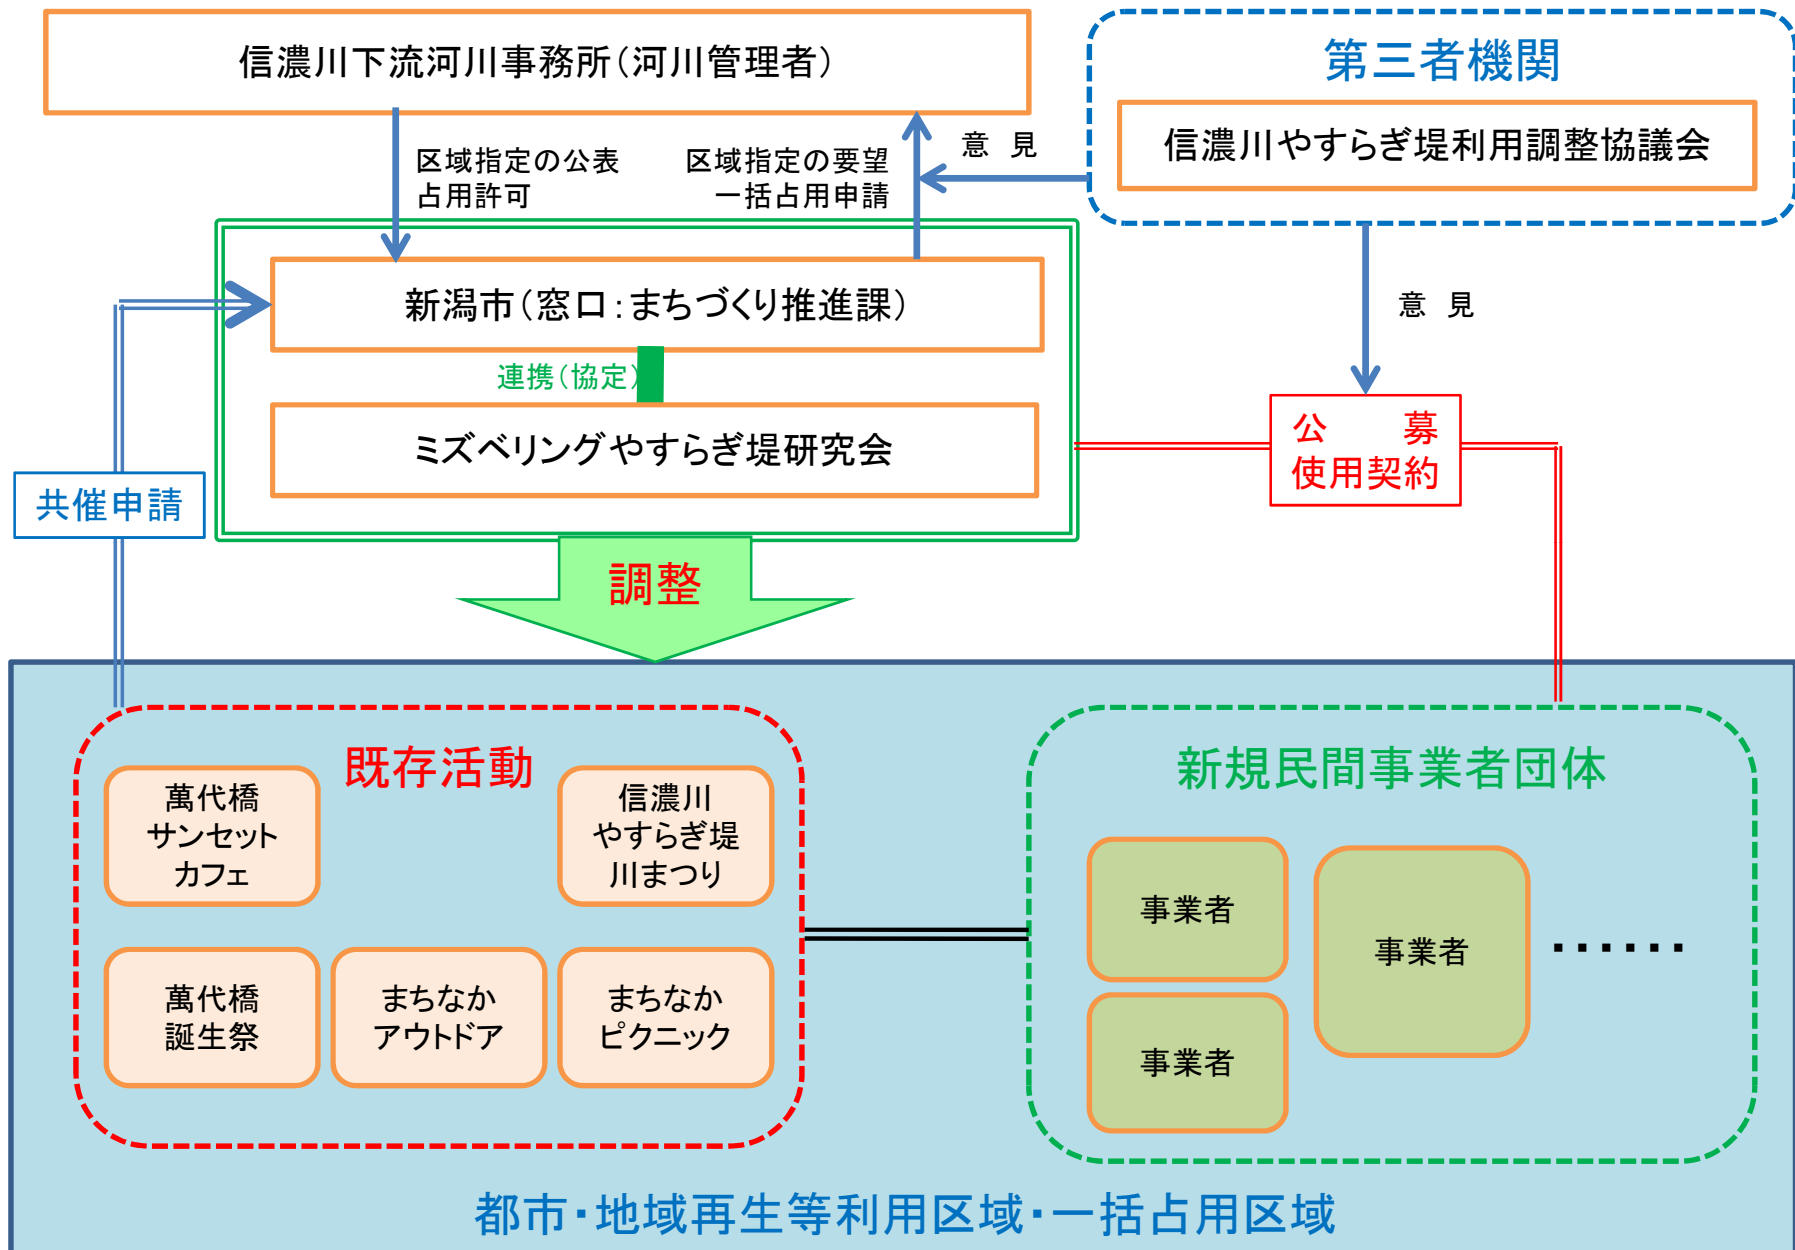 信濃川下流河川事務所（河川管理者）
第三者機関
信濃川やすらぎ堤利用調整協議会
区域指定の公表
占用許可
区域指定の要望
一括占用申請
意　見
新潟市（窓口：まちづくり推進課）
意　見
連携（協定）
ミズベリングやすらぎ堤研究会
公　募
使用契約
共催申請
調整
既存活動
萬代橋
サンセット
カフェ
信濃川
やすらぎ堤
川まつり
萬代橋
誕生祭
まちなか
アウトドア
まちなか
ピクニック
新規民間事業者団体
事業者
事業者
事業者
・・・・・・
都市・地域再生等利用区域・一括占用区域